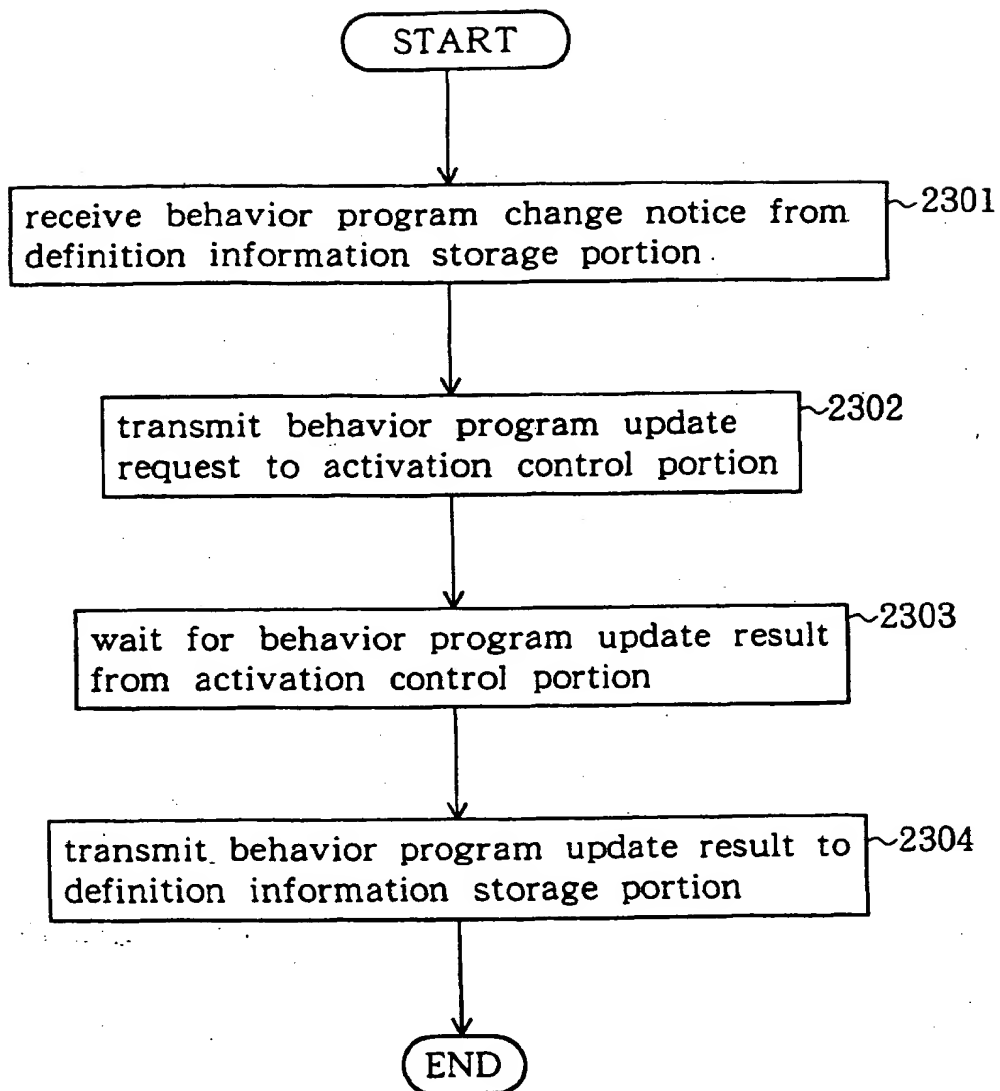 START
receive behavior program change notice from
definition information storage portion
2301
transmit behavior program update
request to activation control portion
2302
wait for behavior program update result
from activation control portion
2303
transmit behavior program update result to
definition information storage portion
2304
END